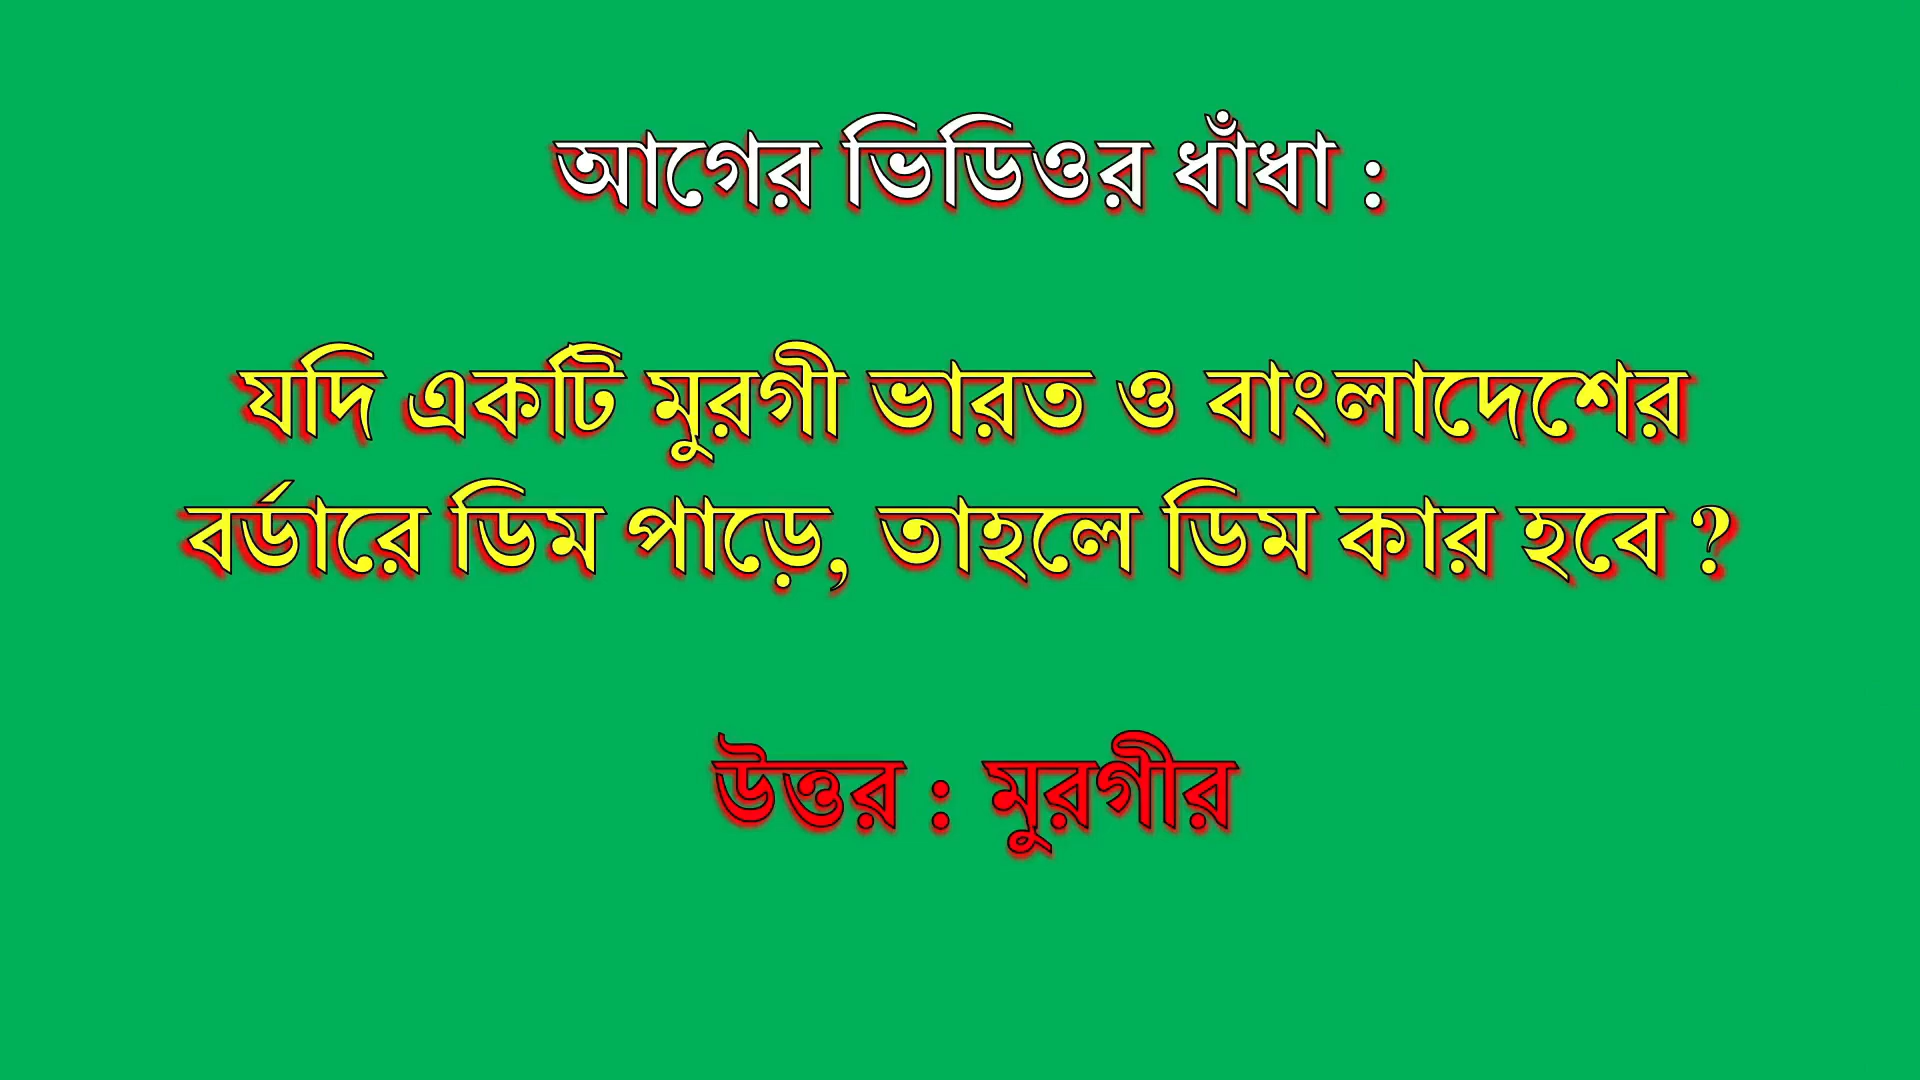 আগের ভিডিওর ধাঁধা :
যদি একটি মুরগী ভারত ও বাংলাদেশের
বর্ডারে ডিম পাড়ে, তাহলে ডিম কার হবে ?
উত্তর : মুরগীর